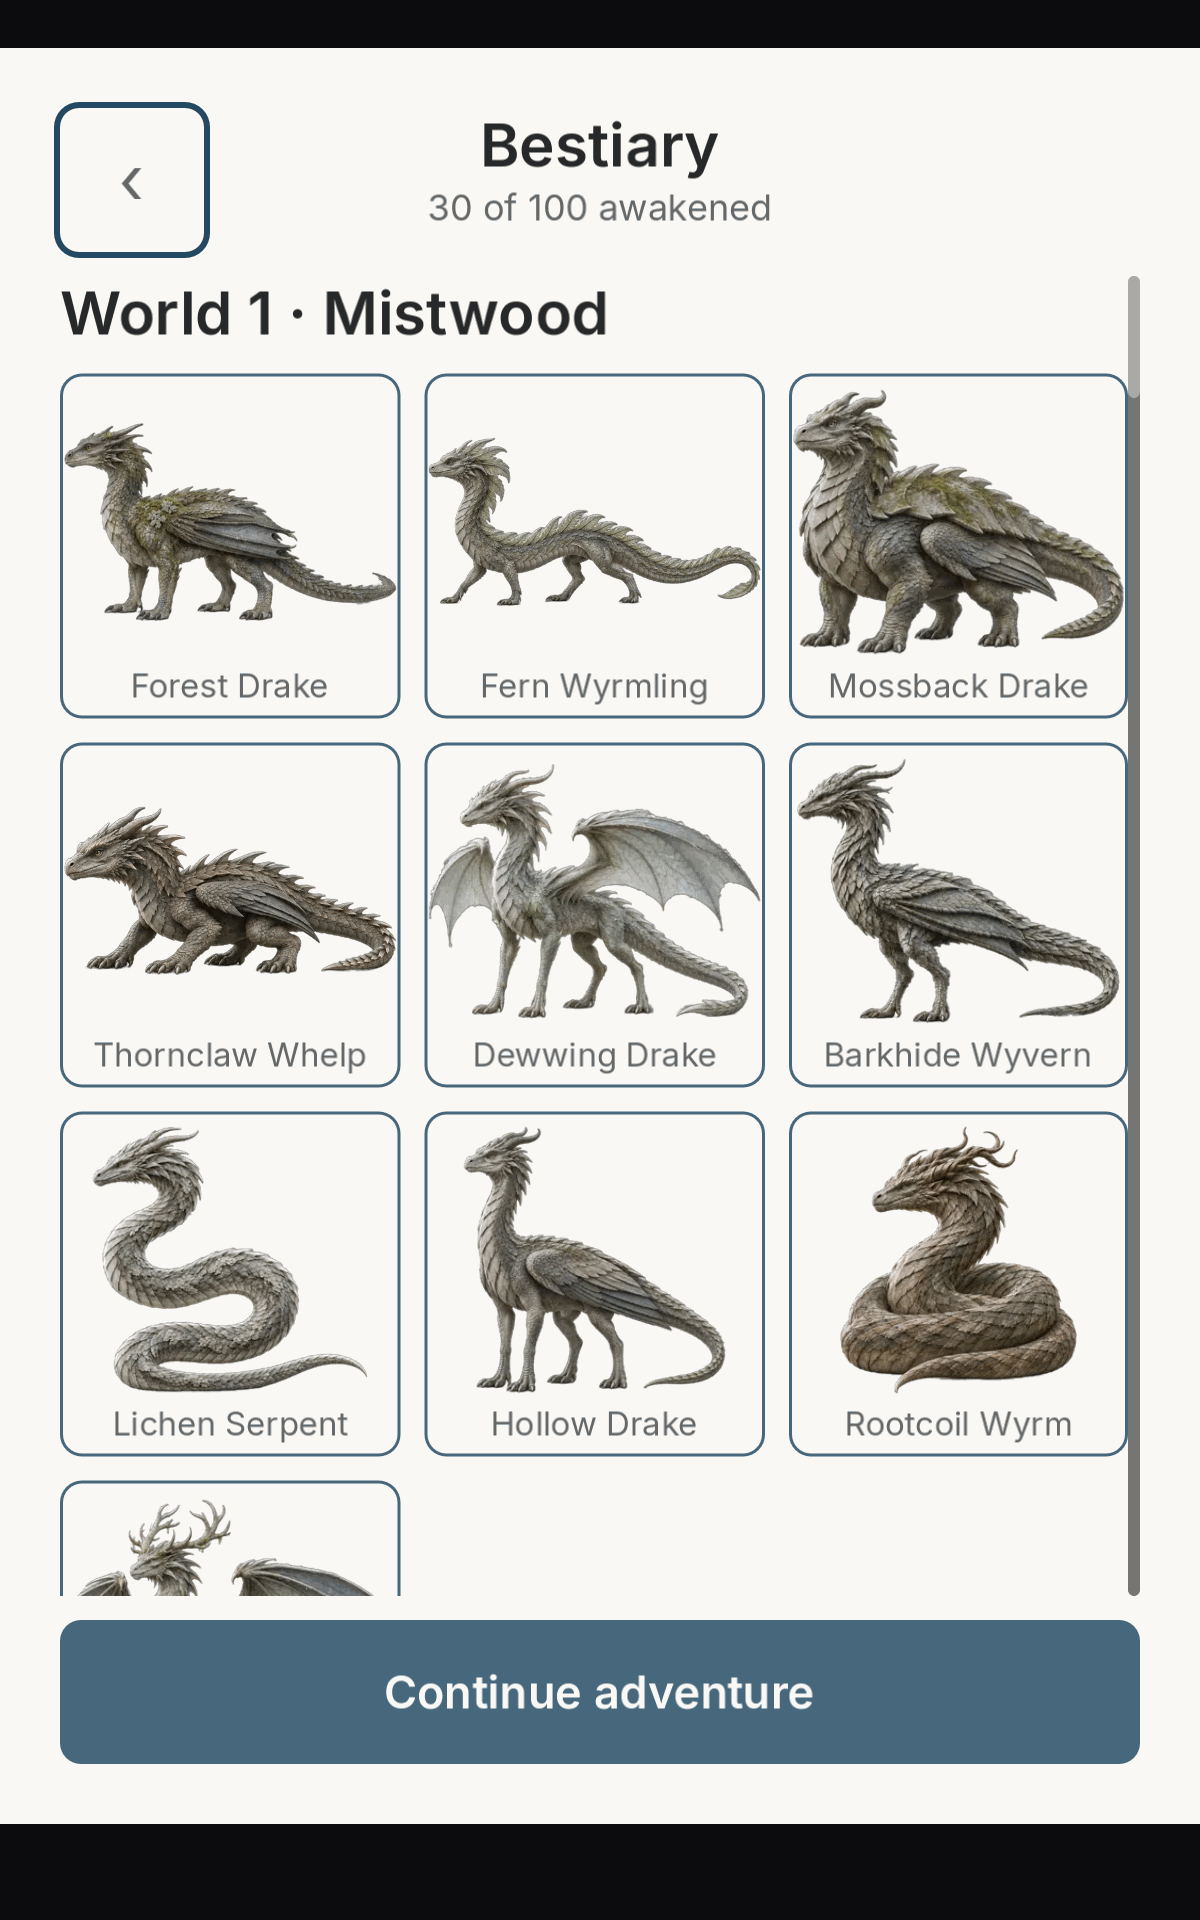 Bestiary
30 of 100 awakened
World 1 · Mistwood
Forest Drake
Fern Wyrmling
Mossback Drake
Thornclaw Whelp
Dewwing Drake
Barkhide Wyvern
Lichen Serpent
Hollow Drake
Rootcoil Wyrm
Continue adventure